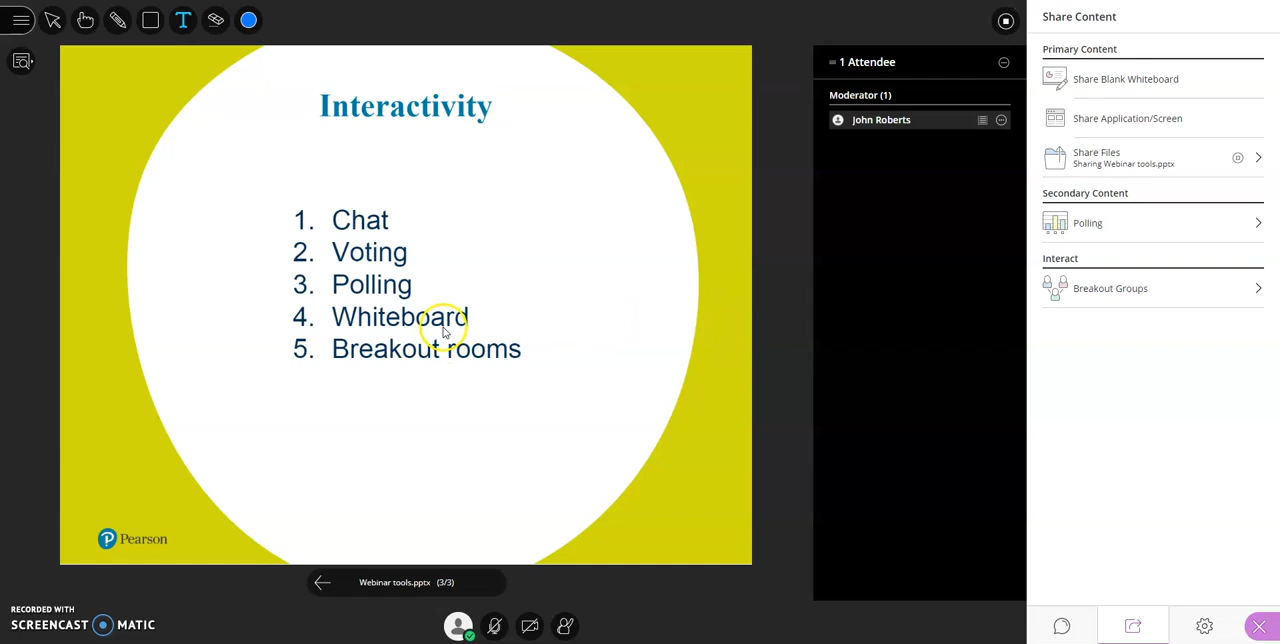 T
Interactivity
1. Chat
2. Voting
3. Polling
4. Whiteboard
5. Breakout rooms
Pearson
Webinar tools.pptx (3/3)
RECORDED WITH
SCREENCAST MATIC
1 Attendee
Moderator (1)
John Roberts
Share Content
Primary Content
Share Blank Whiteboard
Share Application/Screen
Share Files
Sharing Webinar tools.pptx
Secondary Content
Polling
Interact
Breakout Groups